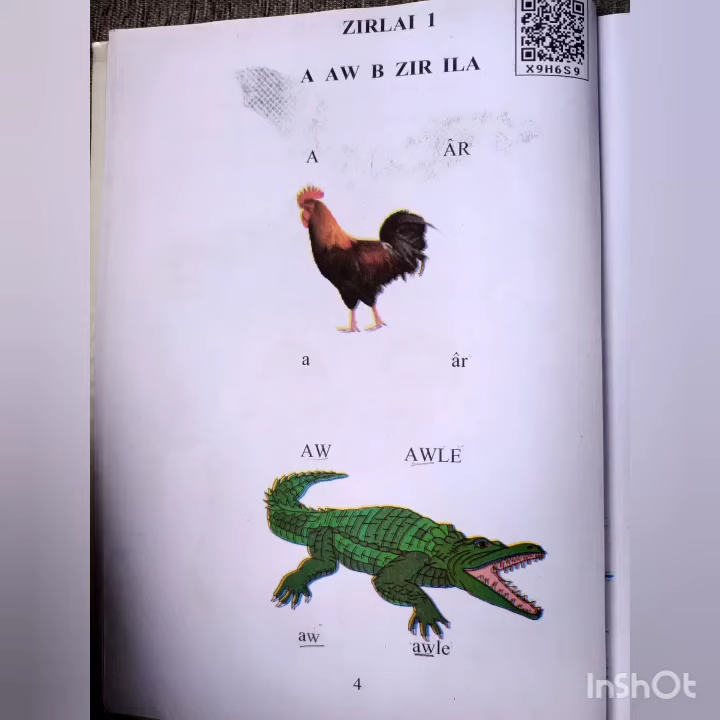 ZIRLAI 1
X9H6S9
A AW B ZIR ILA
A ÂR
a âr
AW AWLE
aw awle
4
InShOt